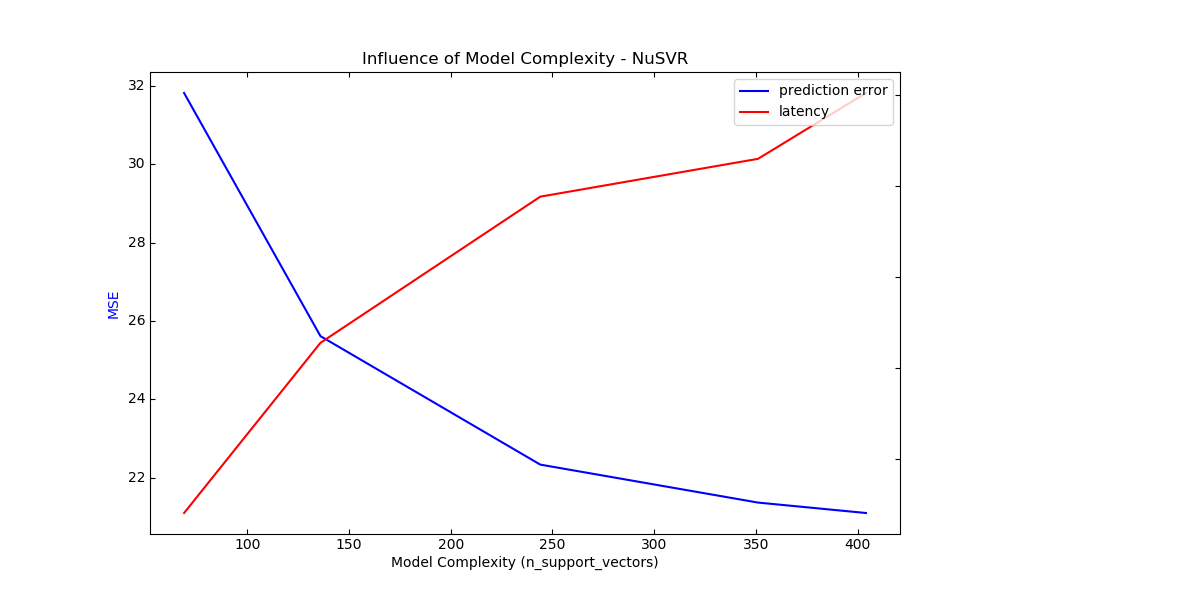 Influence of Model Complexity - NuSVR
prediction error
latency
32
30
28
26
24
22
MSE
100 150 200 250 300 350 400
Model Complexity (n_support_vectors)